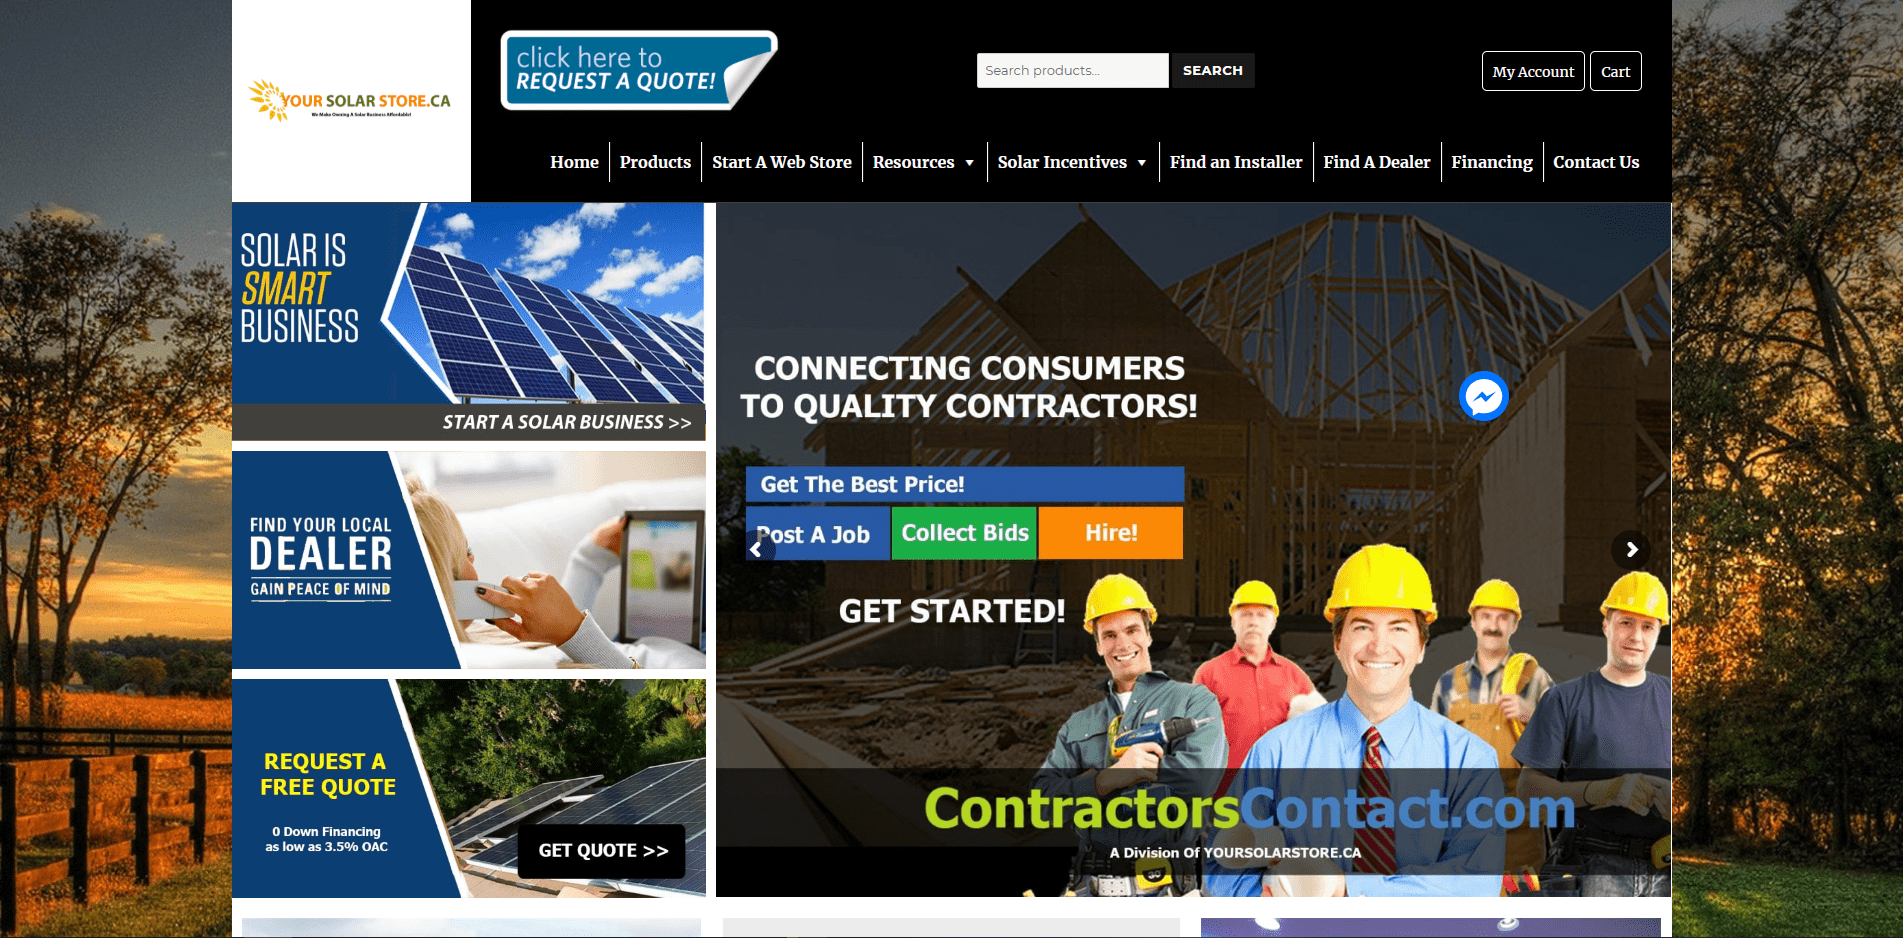 YOUR SOLAR STORE.CA
We Make Owning A Solar Business Affordable!
click here to
REQUEST A QUOTE!
Search products...
SEARCH
My Account
Cart
Home
Products
Start A Web Store
Resources
Solar Incentives
Find an Installer
Find A Dealer
Financing
Contact Us
SOLAR IS
SMART
BUSINESS
START A SOLAR BUSINESS >>
FIND YOUR LOCAL
DEALER
GAIN PEACE OF MIND
REQUEST A
FREE QUOTE
0 Down Financing
as low as 3.5% OAC
GET QUOTE >>
CONNECTING CONSUMERS
TO QUALITY CONTRACTORS!
Get The Best Price!
Post A Job
Collect Bids
Hire!
GET STARTED!
ContractorsContact.com
A Division Of YOURSOLARSTORE.CA